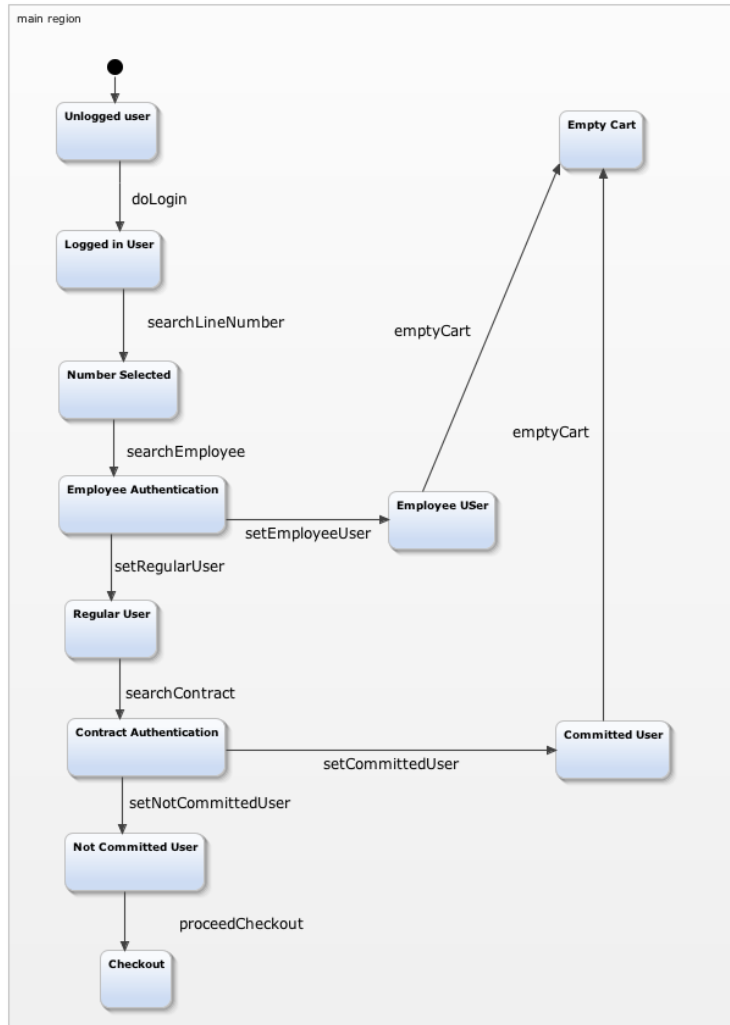 main region
Unlogged user
Empty Cart
doLogin
Logged in User
searchLineNumber
emptyCart
Number Selected
emptyCart
searchEmployee
Employee Authentication
Employee USer
setEmployeeUser
setRegularUser
Regular User
searchContract
Contract Authentication
Committed User
setCommittedUser
setNotCommittedUser
Not Committed User
proceedCheckout
Checkout